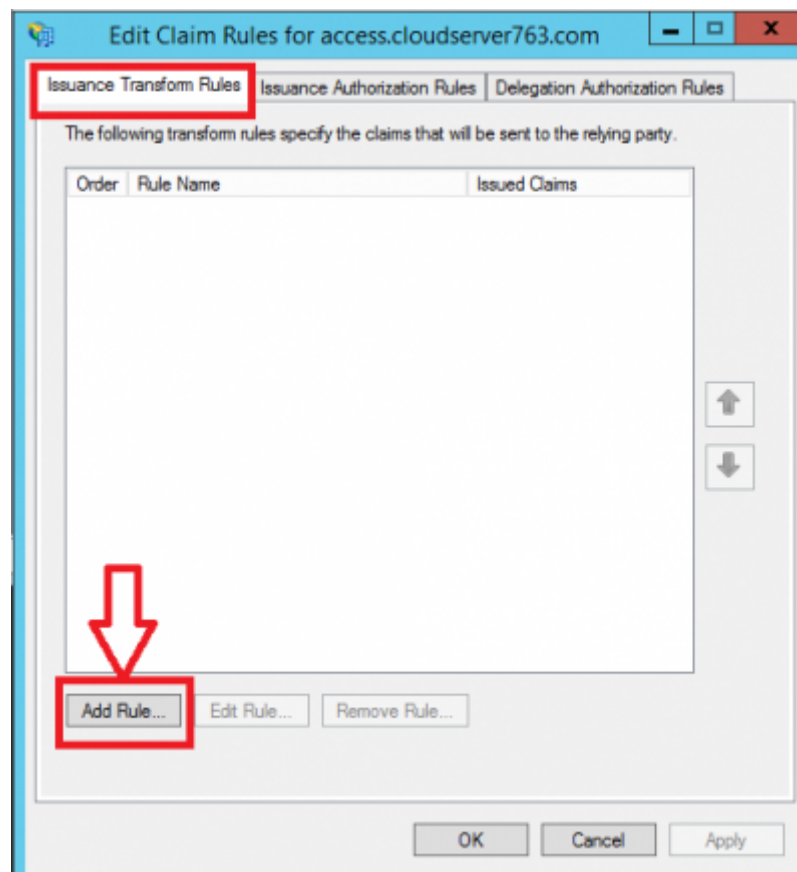 Edit Claim Rules for access.cloudserver763.com
Issuance Transform Rules Issuance Authorization Rules Delegation Authorization Rules
The following transform rules specify the claims that will be sent to the relying party.
Order Rule Name Issued Claims
Add Rule... Edit Rule... Remove Rule...
OK Cancel Apply